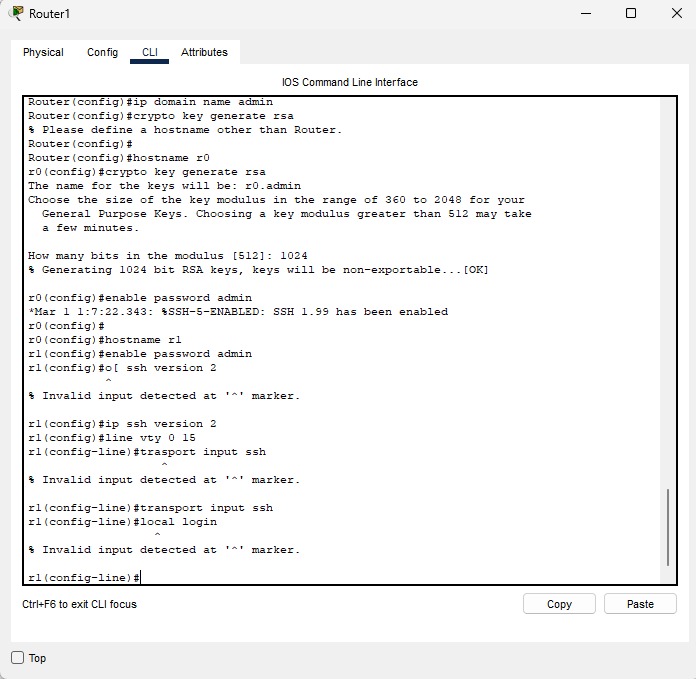 Router1
Physical Config CLI Attributes
IOS Command Line Interface
Router(config)#ip domain name admin
Router(config)#crypto key generate rsa
% Please define a hostname other than Router.
Router(config)#
Router(config)#hostname r0
r0(config)#crypto key generate rsa
The name for the keys will be: r0.admin
Choose the size of the key modulus in the range of 360 to 2048 for your
  General Purpose Keys. Choosing a key modulus greater than 512 may take
  a few minutes.

How many bits in the modulus [512]: 1024
% Generating 1024 bit RSA keys, keys will be non-exportable...[OK]

r0(config)#enable password admin
*Mar 1 1:7:22.343: %SSH-5-ENABLED: SSH 1.99 has been enabled
r0(config)#
r0(config)#hostname r1
r1(config)#enable password admin
r1(config)#o[ ssh version 2
            ^
% Invalid input detected at '^' marker.

r1(config)#ip ssh version 2
r1(config)#line vty 0 15
r1(config-line)#trasport input ssh
                    ^
% Invalid input detected at '^' marker.

r1(config-line)#transport input ssh
r1(config-line)#local login
                   ^
% Invalid input detected at '^' marker.

r1(config-line)#
Ctrl+F6 to exit CLI focus
Copy Paste
Top